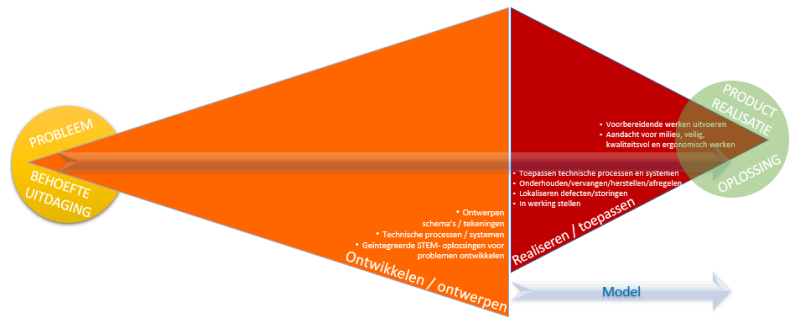 PROBLEEM
BEHOEFTE
UITDAGING
• Ontwerpen
schema's / tekeningen
• Technische processen / systemen
• Geïntegreerde STEM- oplossingen voor
problemen ontwikkelen
Ontwikkelen / ontwerpen
• Voorbereidende werken uitvoeren
• Aandacht voor milieu, veilig,
kwaliteitsvol en ergonomisch werken
• Toepassen technische processen en systemen
• Onderhouden/vervangen/herstellen/afregelen
• Lokaliseren defecten/storingen
• In werking stellen
Realiseren / toepassen
PRODUCT
REALISATIE
OPLOSSING
Model